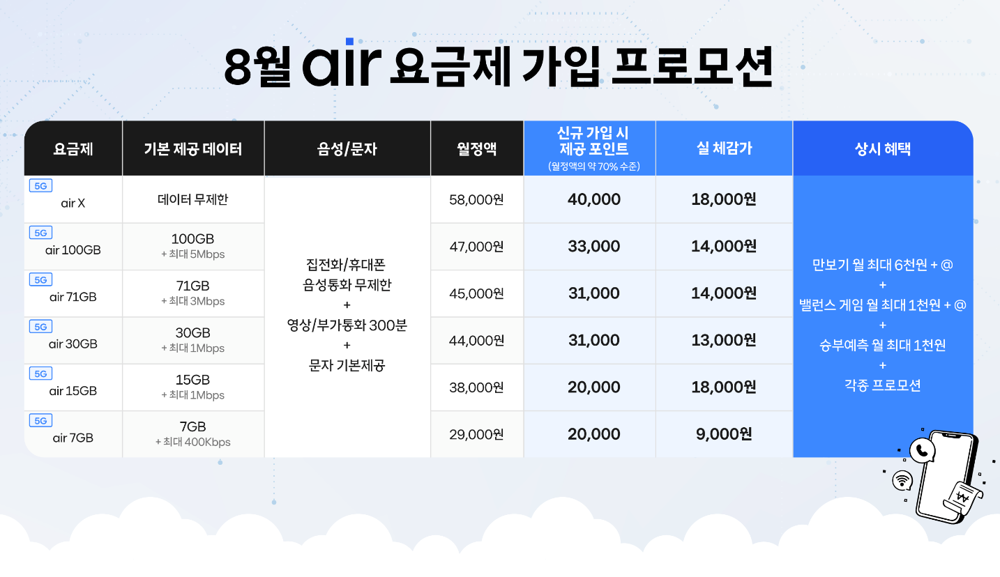 8월 air 요금제 가입 프로모션
요금제
기본 제공 데이터
음성/문자
월정액
신규 가입 시
제공 포인트
(월정액의 약 70% 수준)
실 체감가
상시 혜택
5G
air X
데이터 무제한
58,000원
40,000
18,000원
5G
air 100GB
100GB
+ 최대 5Mbps
47,000원
33,000
14,000원
5G
air 71GB
71GB
+ 최대 3Mbps
45,000원
31,000
14,000원
5G
air 30GB
30GB
+ 최대 1Mbps
44,000원
31,000
13,000원
5G
air 15GB
15GB
+ 최대 1Mbps
38,000원
20,000
18,000원
5G
air 7GB
7GB
+ 최대 400Kbps
29,000원
20,000
9,000원
집전화/휴대폰
음성통화 무제한
+
영상/부가통화 300분
+
문자 기본제공
만보기 월 최대 6천원 + @
+
밸런스 게임 월 최대 1천원 + @
+
승부예측 월 최대 1천원
+
각종 프로모션
₩